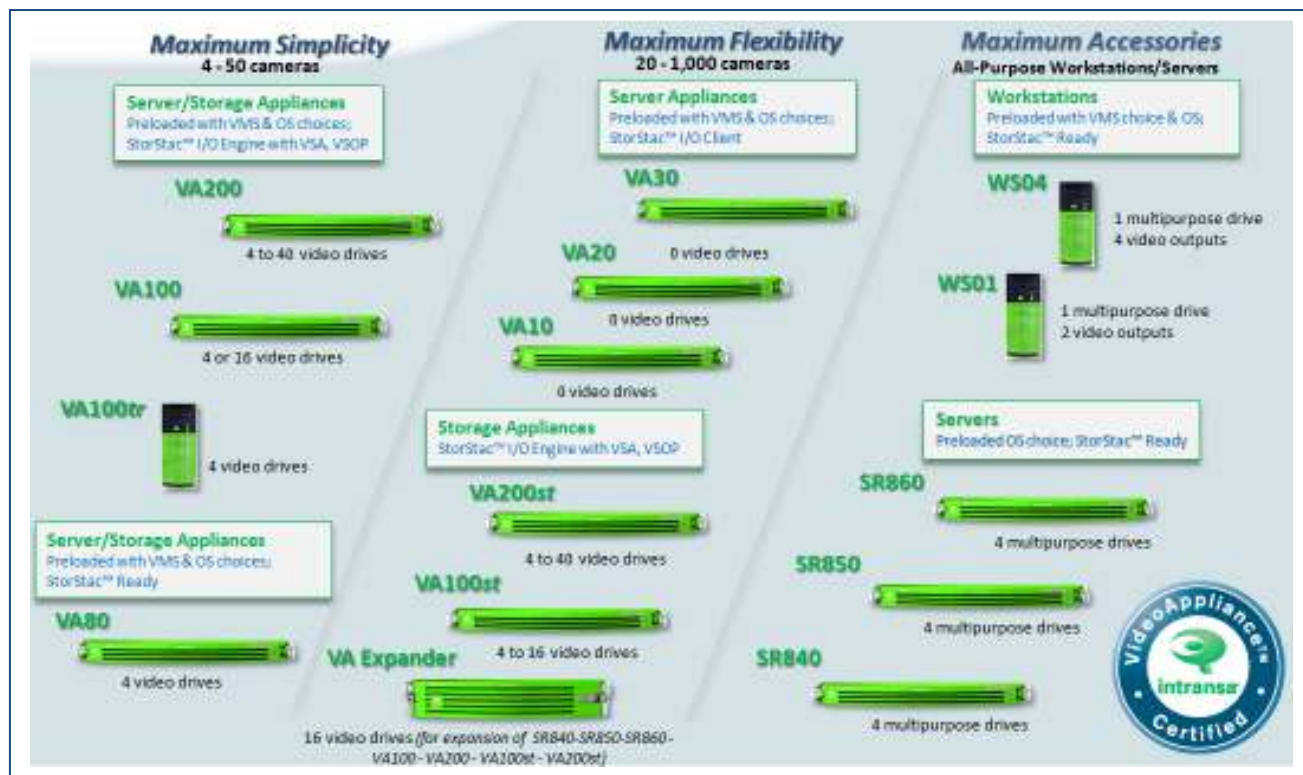 Maximum Simplicity
4 - 50 cameras
Server/Storage Appliances
Preloaded with VMS & OS choices;
StorStac™ I/O Engine with VSA, VSOP
VA200
4 to 40 video drives
VA100
4 or 16 video drives
VA100tr
4 video drives
Server/Storage Appliances
Preloaded with VMS & OS choices;
StorStac™ Ready
VA80
4 video drives
Maximum Flexibility
20 - 1,000 cameras
Server Appliances
Preloaded with VMS & OS choices;
StorStac™ I/O Client
VA30
0 video drives
VA20
0 video drives
VA10
0 video drives
Storage Appliances
StorStac™ I/O Engine with VSA, VSOP
VA200st
4 to 40 video drives
VA100st
4 to 16 video drives
VA Expander
16 video drives (for expansion of SR840-SR850-SR860 -
VA100 - VA200 - VA100st - VA200st)
Maximum Accessories
All-Purpose Workstations/Servers
Workstations
Preloaded with VMS choice & OS;
StorStac™ Ready
WS04
1 multipurpose drive
4 video outputs
WS01
1 multipurpose drive
2 video outputs
Servers
Preloaded OS choice; StorStac™ Ready
SR860
4 multipurpose drives
SR850
4 multipurpose drives
SR840
4 multipurpose drives
VideoAppliance™
intransa
Certified